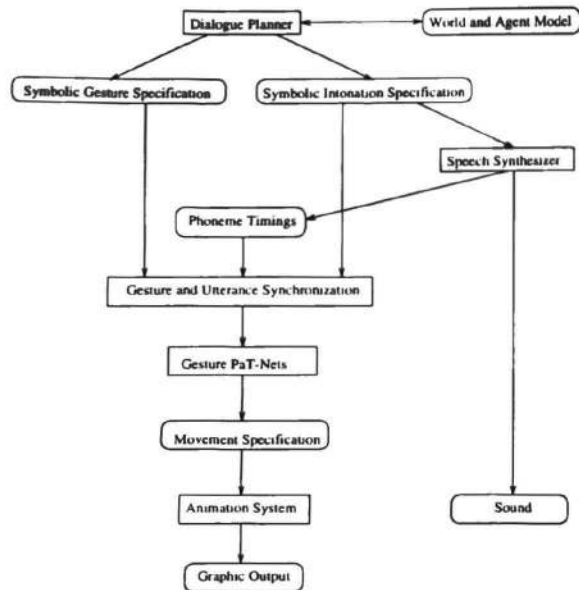 Dialogue Planner
World and Agent Model
Symbolic Gesture Specification
Symbolic Intonation Specification
Speech Synthesizer
Phoneme Timings
Gesture and Utterance Synchronization
Gesture PaT-Nets
Movement Specification
Animation System
Sound
Graphic Output